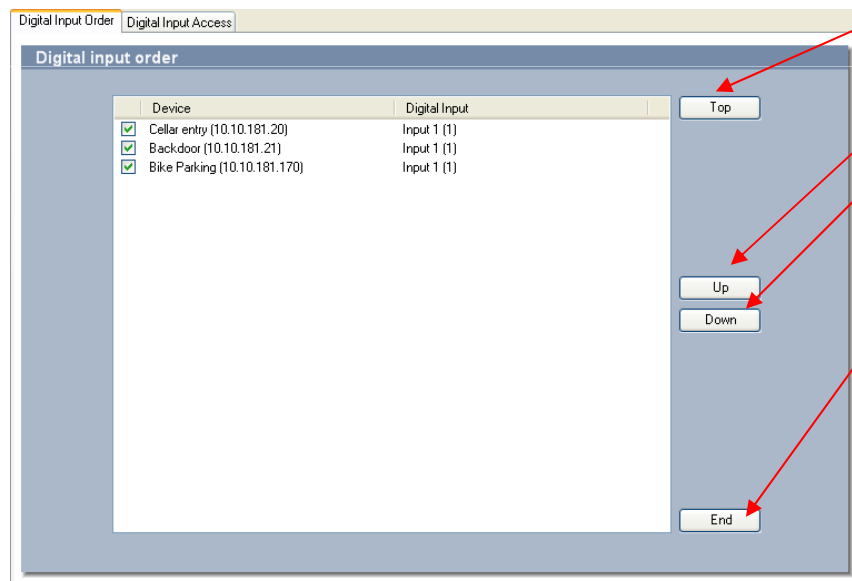 Digital Input Order Digital Input Access
Digital input order
Device Digital Input
Cellar entry (10.10.181.20) Input 1 (1)
Backdoor (10.10.181.21) Input 1 (1)
Bike Parking (10.10.181.170) Input 1 (1)
Top
Up
Down
End